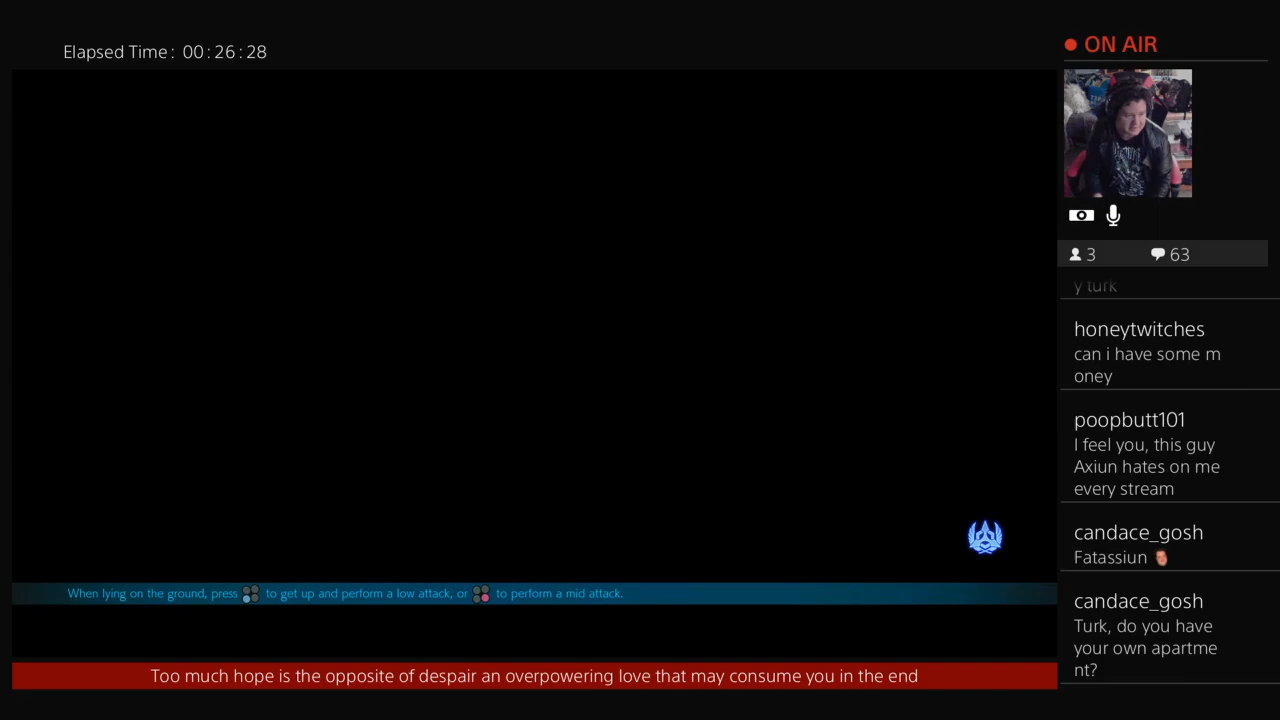 Elapsed Time: 00:26:28
ON AIR
3 63
y turk
honeytwitches
can i have some m
oney
poopbutt101
I feel you, this guy
Axiun hates on me
every stream
candace_gosh
Fatassiun
candace_gosh
Turk, do you have
your own apartme
nt?
When lying on the ground, press to get up and perform a low attack, or to perform a mid attack.
Too much hope is the opposite of despair an overpowering love that may consume you in the end